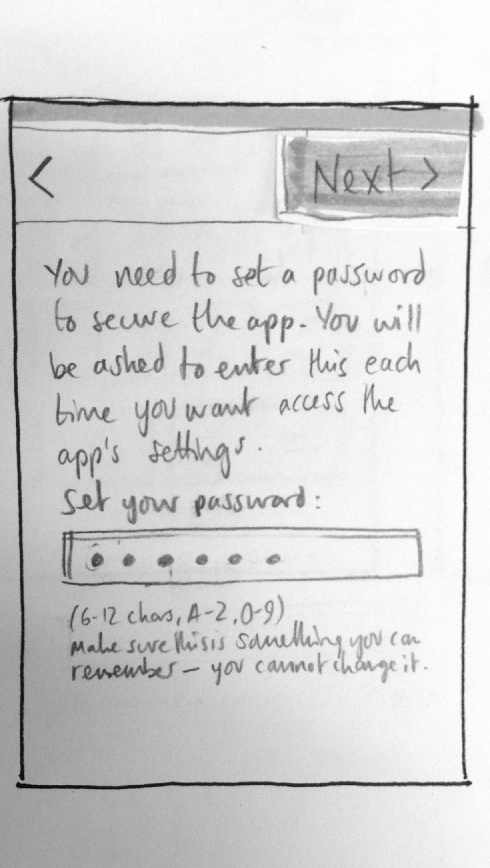 < Next >
You need to set a password
to secure the app. You will
be asked to enter this each
time you want access the
app's settings.
Set your password:
(6-12 chars, A-Z, 0-9)
Make sure this is something you can
remember – you cannot change it.